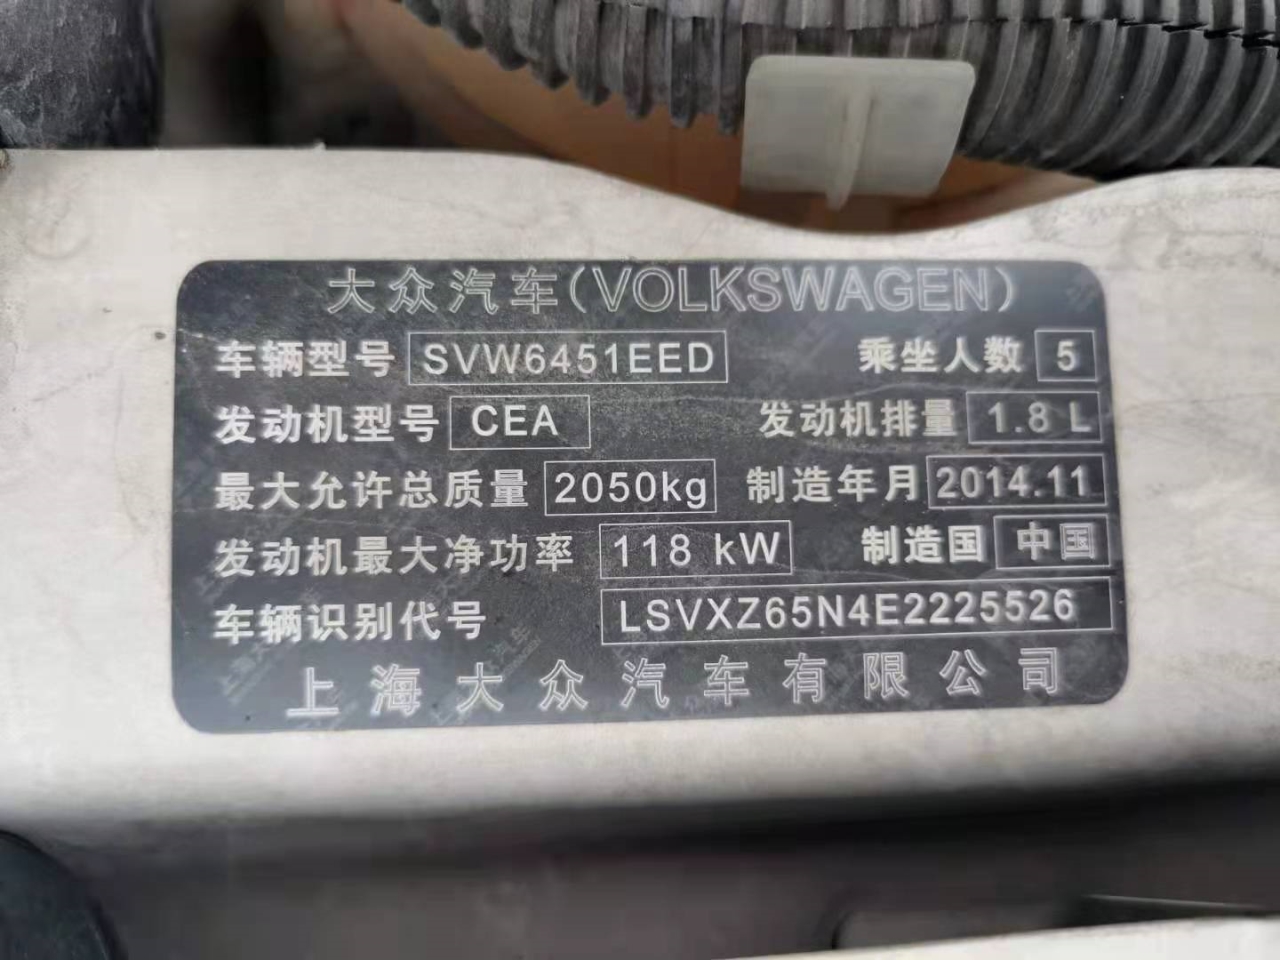 大众汽车(VOLKSWAGEN)
车辆型号 SVW6451EED 乘坐人数 5
发动机型号 CEA 发动机排量 1.8 L
最大允许总质量 2050kg 制造年月 2014.11
发动机最大净功率 118 kW 制造国 中国
车辆识别代号 LSVXZ65N4E2225526
上海大众汽车有限公司